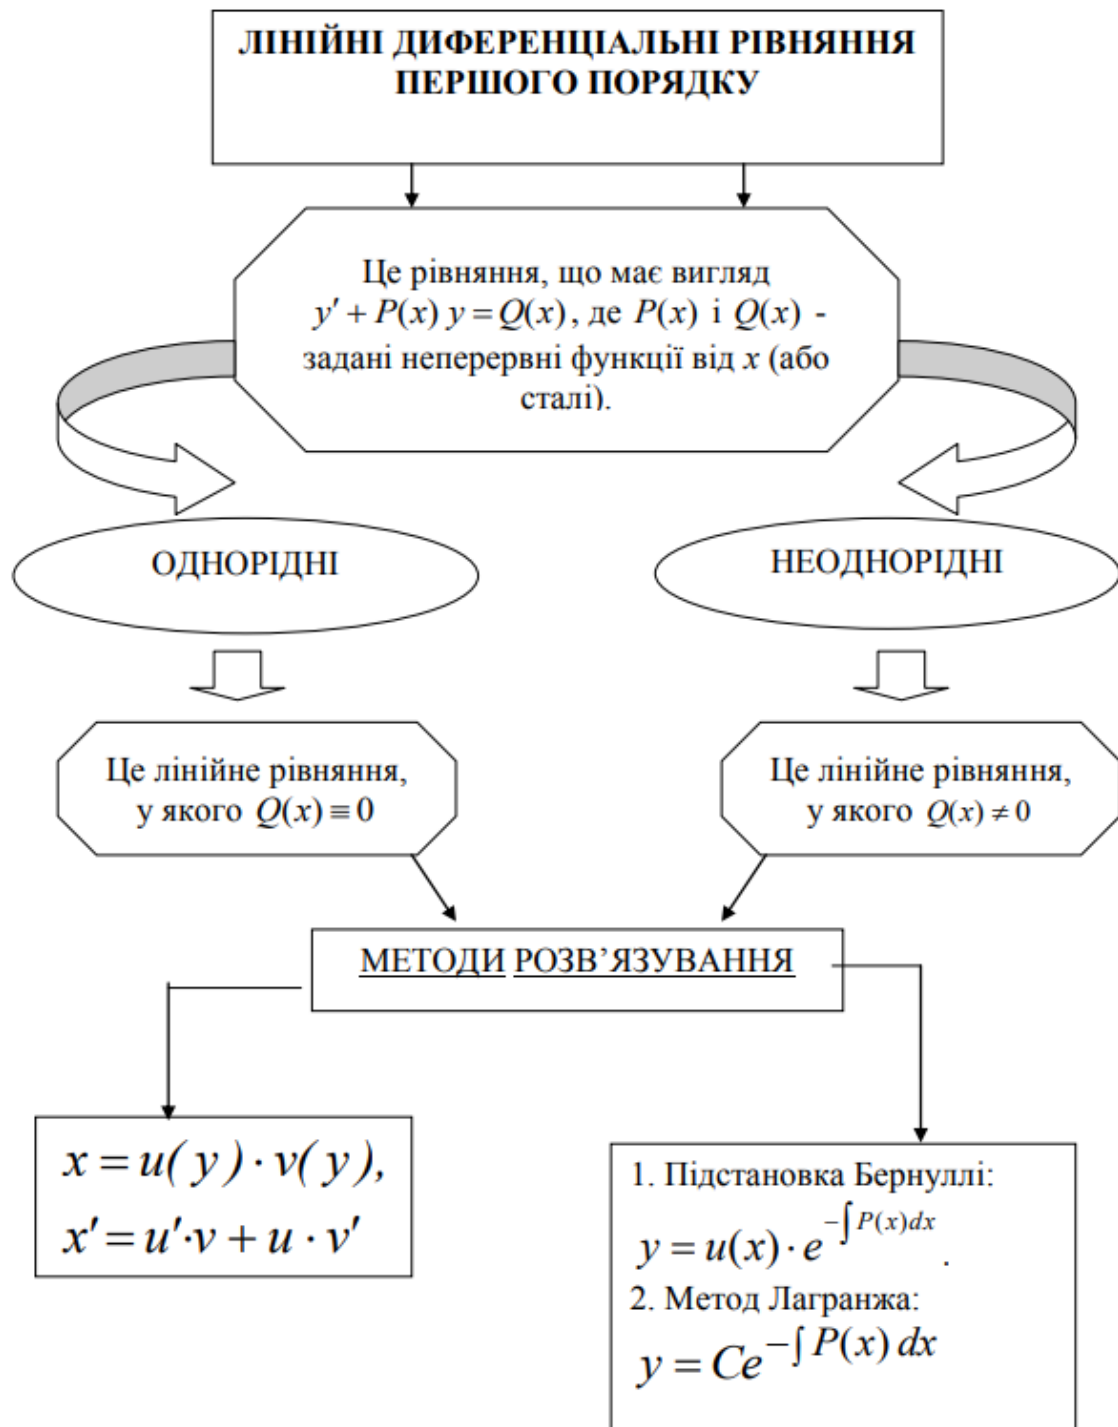 ЛІНІЙНІ ДИФЕРЕНЦІАЛЬНІ РІВНЯННЯ
ПЕРШОГО ПОРЯДКУ
Це рівняння, що має вигляд
y′ + P(x) y = Q(x), де P(x) і Q(x) -
задані неперервні функції від x (або
сталі).
ОДНОРІДНІ
НЕОДНОРІДНІ
Це лінійне рівняння,
у якого Q(x) ≡ 0
Це лінійне рівняння,
у якого Q(x) ≠ 0
МЕТОДИ РОЗВ’ЯЗУВАННЯ
x = u(y) · v(y),
x′ = u′·v + u · v′
1. Підстановка Бернуллі:
y = u(x) · e^{-∫P(x)dx}.
2. Метод Лагранжа:
y = Ce^{-∫P(x) dx}